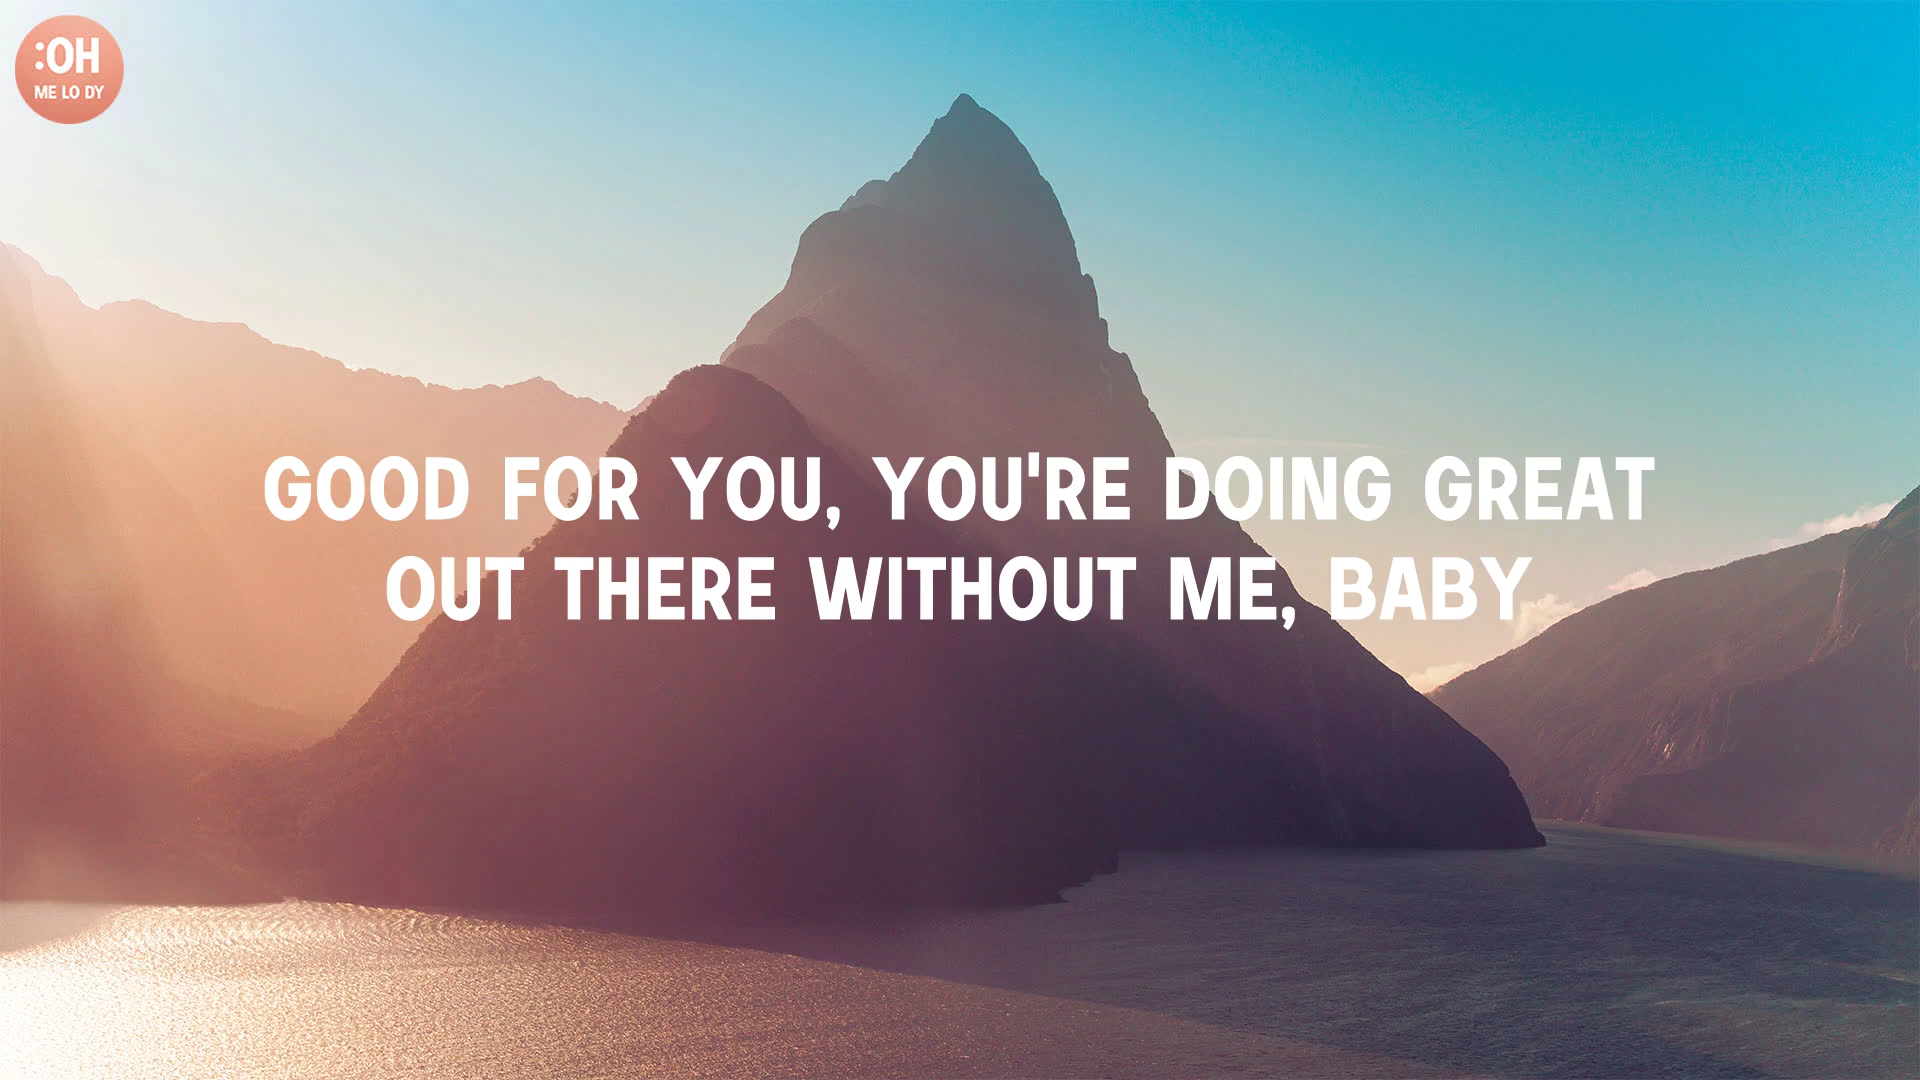 :OH
ME LO DY
GOOD FOR YOU, YOU'RE DOING GREAT
OUT THERE WITHOUT ME, BABY